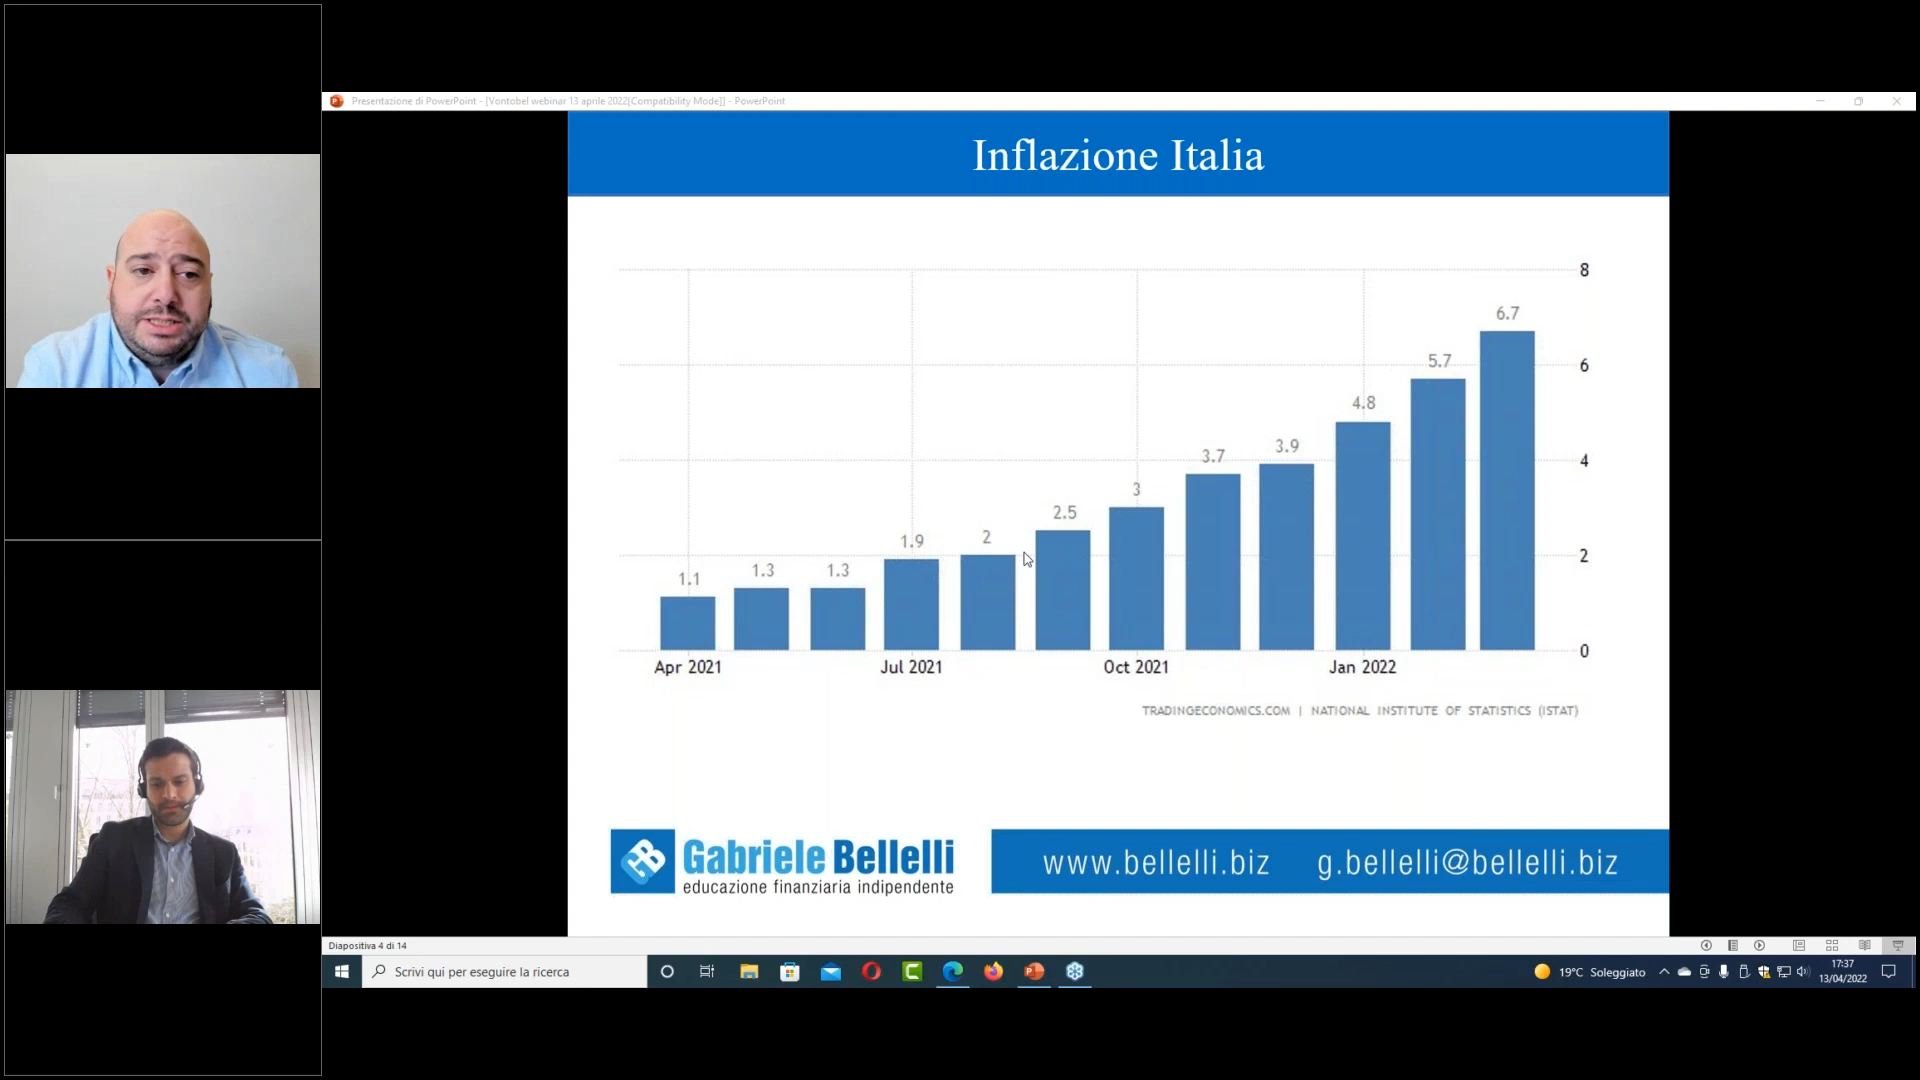 Presentazione di PowerPoint - [Vontobel webinar 13 aprile 2022[Compatibility Mode]] - PowerPoint
Inflazione Italia
8
6
4
2
0
1.1
1.3
1.3
1.9
2
2.5
3
3.7
3.9
4.8
5.7
6.7
Apr 2021
Jul 2021
Oct 2021
Jan 2022
TRADINGECONOMICS.COM | NATIONAL INSTITUTE OF STATISTICS (ISTAT)
Gabriele Bellelli
educazione finanziaria indipendente
www.bellelli.biz g.bellelli@bellelli.biz
Diapositiva 4 di 14
Scrivi qui per eseguire la ricerca
19°C Soleggiato
17:37
13/04/2022